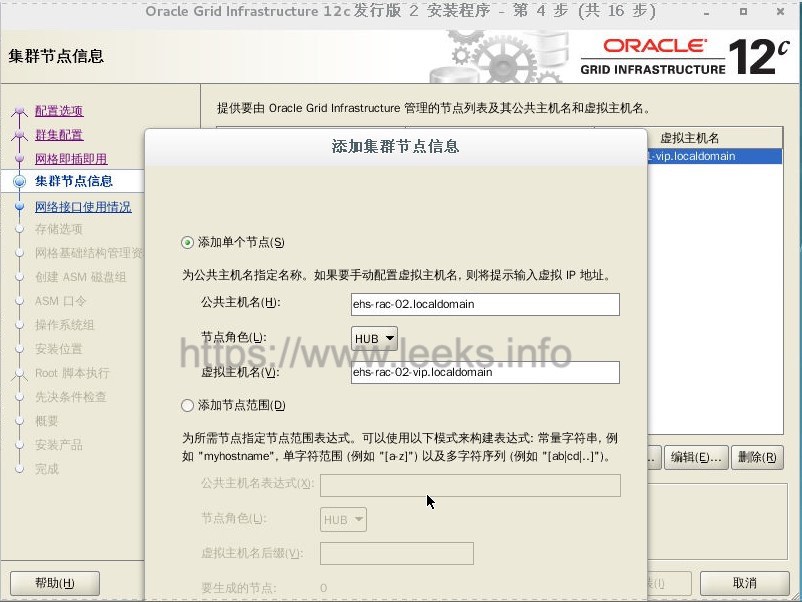 Oracle Grid Infrastructure 12c 发行版 2 安装程序 - 第 4 步 (共 16 步)
集群节点信息
ORACLE
GRID INFRASTRUCTURE 12c
配置选项
群集配置
网格即插即用
集群节点信息
网络接口使用情况
存储选项
网格基础结构管理资
创建 ASM 磁盘组
ASM 口令
操作系统组
安装位置
Root 脚本执行
先决条件检查
概要
安装产品
完成
提供要由 Oracle Grid Infrastructure 管理的节点列表及其公共主机名和虚拟主机名。
虚拟主机名
-vip.localdomain
添加集群节点信息
添加单个节点(S)
为公共主机名指定名称。如果要手动配置虚拟主机名, 则将提示输入虚拟 IP 地址。
公共主机名(H):
ehs-rac-02.localdomain
节点角色(L):
HUB
虚拟主机名(V):
ehs-rac-02-vip.localdomain
https://www.leeks.info
添加节点范围(D)
为所需节点指定节点范围表达式。可以使用以下模式来构建表达式: 常量字符串, 例
如 "myhostname", 单字符范围 (例如 "[a-z]") 以及多字符序列 (例如 "[ab|cd|..]")。
公共主机名表达式(X):
节点角色(L):
HUB
虚拟主机名后缀(V):
要生成的节点:
0
..
编辑(E)...
删除(R)
帮助(H)
(I)
取消